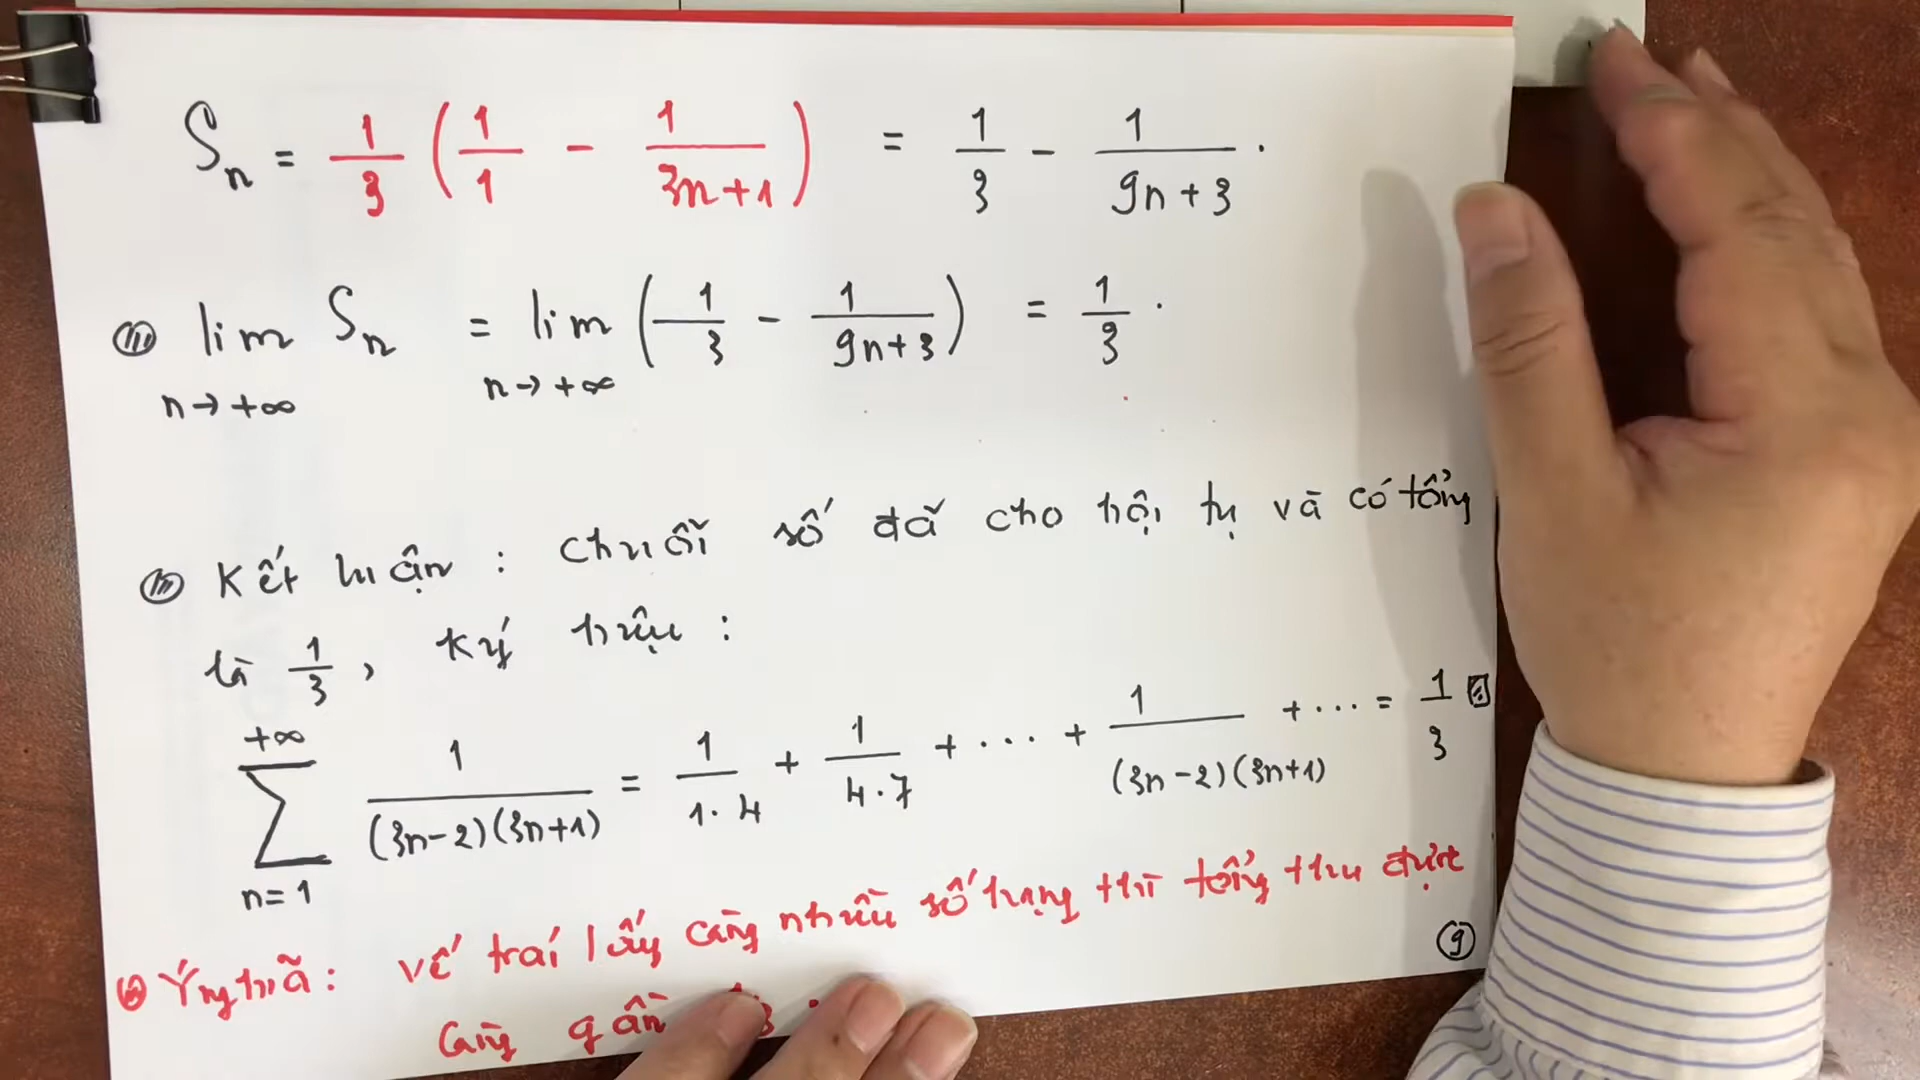 Sn = 1/3 (1/1 - 1/(3n+1)) = 1/3 - 1/(9n+3).
lim n→+∞ Sn = lim n→+∞ (1/3 - 1/(9n+3)) = 1/3.
Kết luận : chuỗi số đã cho hội tụ và có tổng
là 1/3, ký hiệu :
+∞ Σ n=1 1/((3n-2)(3n+1)) = 1/(1.4) + 1/(4.7) + ... + 1/((3n-2)(3n+1)) + ... = 1/3
Ý nghĩa : vế trái lấy càng nhiều số hạng thì tổng thu được
càng gần
9